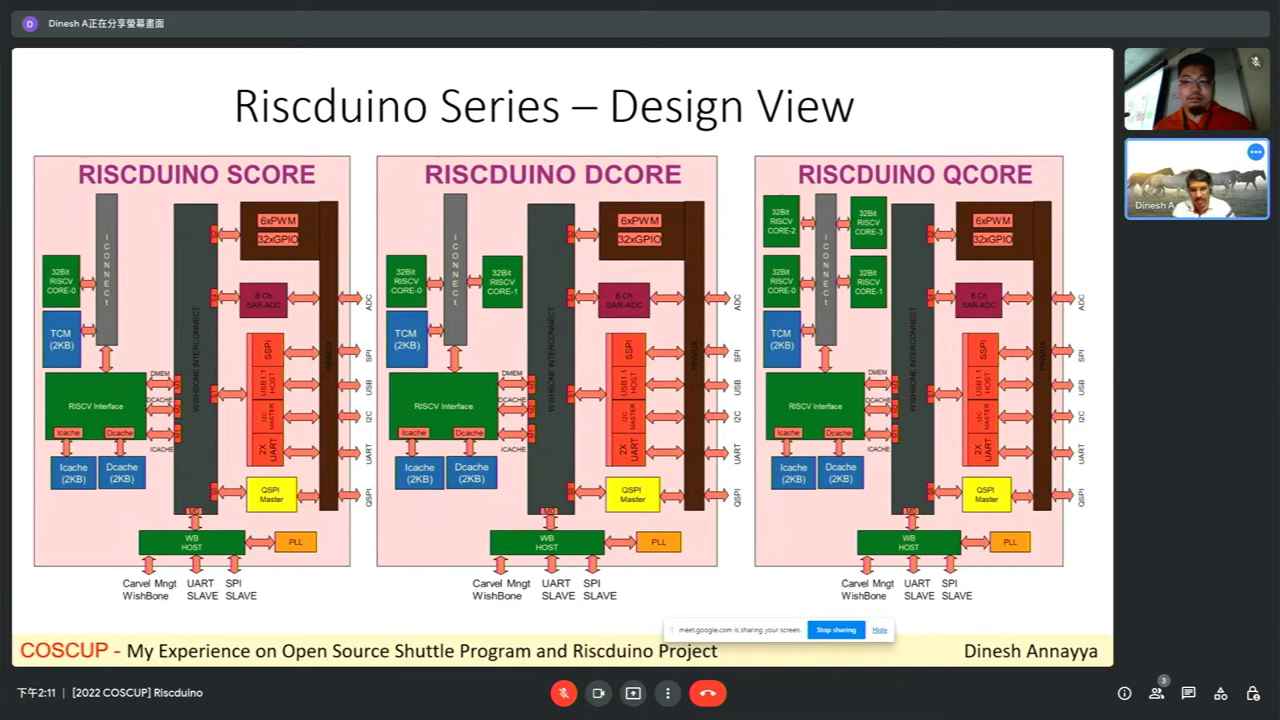 D
Dinesh A正在分享螢幕畫面
Riscduino Series – Design View
RISCDUINO SCORE
ICONNECT
32Bit
RISCV
CORE-0
TCM
(2KB)
RISCV Interface
Icache
Dcache
Icache
(2KB)
Dcache
(2KB)
DMEM
DCACHE
ICACHE
WISHBONE INTERCONNECT
6xPWM
32xGPIO
8 Ch
SAR-ADC
SSPI
USB1.1
HOST
I2C
MASTER
2X
UART
QSPI
Master
PINMUX
ADC
SPI
USB
I2C
UART
QSPI
M0
WB
HOST
PLL
Carvel Mngt
WishBone
UART
SLAVE
SPI
SLAVE
RISCDUINO DCORE
ICONNECT
32Bit
RISCV
CORE-0
32Bit
RISCV
CORE-1
TCM
(2KB)
RISCV Interface
Icache
Dcache
Icache
(2KB)
Dcache
(2KB)
DMEM
DCACHE
ICACHE
WISHBONE INTERCONNECT
6xPWM
32xGPIO
8 Ch
SAR-ADC
SSPI
USB1.1
HOST
I2C
MASTER
2X
UART
QSPI
Master
PINMUX
ADC
SPI
USB
I2C
UART
QSPI
M0
WB
HOST
PLL
Carvel Mngt
WishBone
UART
SLAVE
SPI
SLAVE
RISCDUINO QCORE
ICONNECT
32Bit
RISCV
CORE-2
32Bit
RISCV
CORE-3
32Bit
RISCV
CORE-0
32Bit
RISCV
CORE-1
TCM
(2KB)
RISCV Interface
Icache
Dcache
Icache
(2KB)
Dcache
(2KB)
DMEM
DCACHE
ICACHE
WISHBONE INTERCONNECT
6xPWM
32xGPIO
8 Ch
SAR-ADC
SSPI
USB1.1
HOST
I2C
MASTER
2X
UART
QSPI
Master
PINMUX
ADC
SPI
USB
I2C
UART
QSPI
M0
WB
HOST
PLL
Carvel Mngt
WishBone
UART
SLAVE
SPI
SLAVE
meet.google.com is sharing your screen.
Stop sharing
Hide
COSCUP - My Experience on Open Source Shuttle Program and Riscduino Project
Dinesh Annayya
Dinesh A
下午2:11 | [2022 COSCUP] Riscduino
3